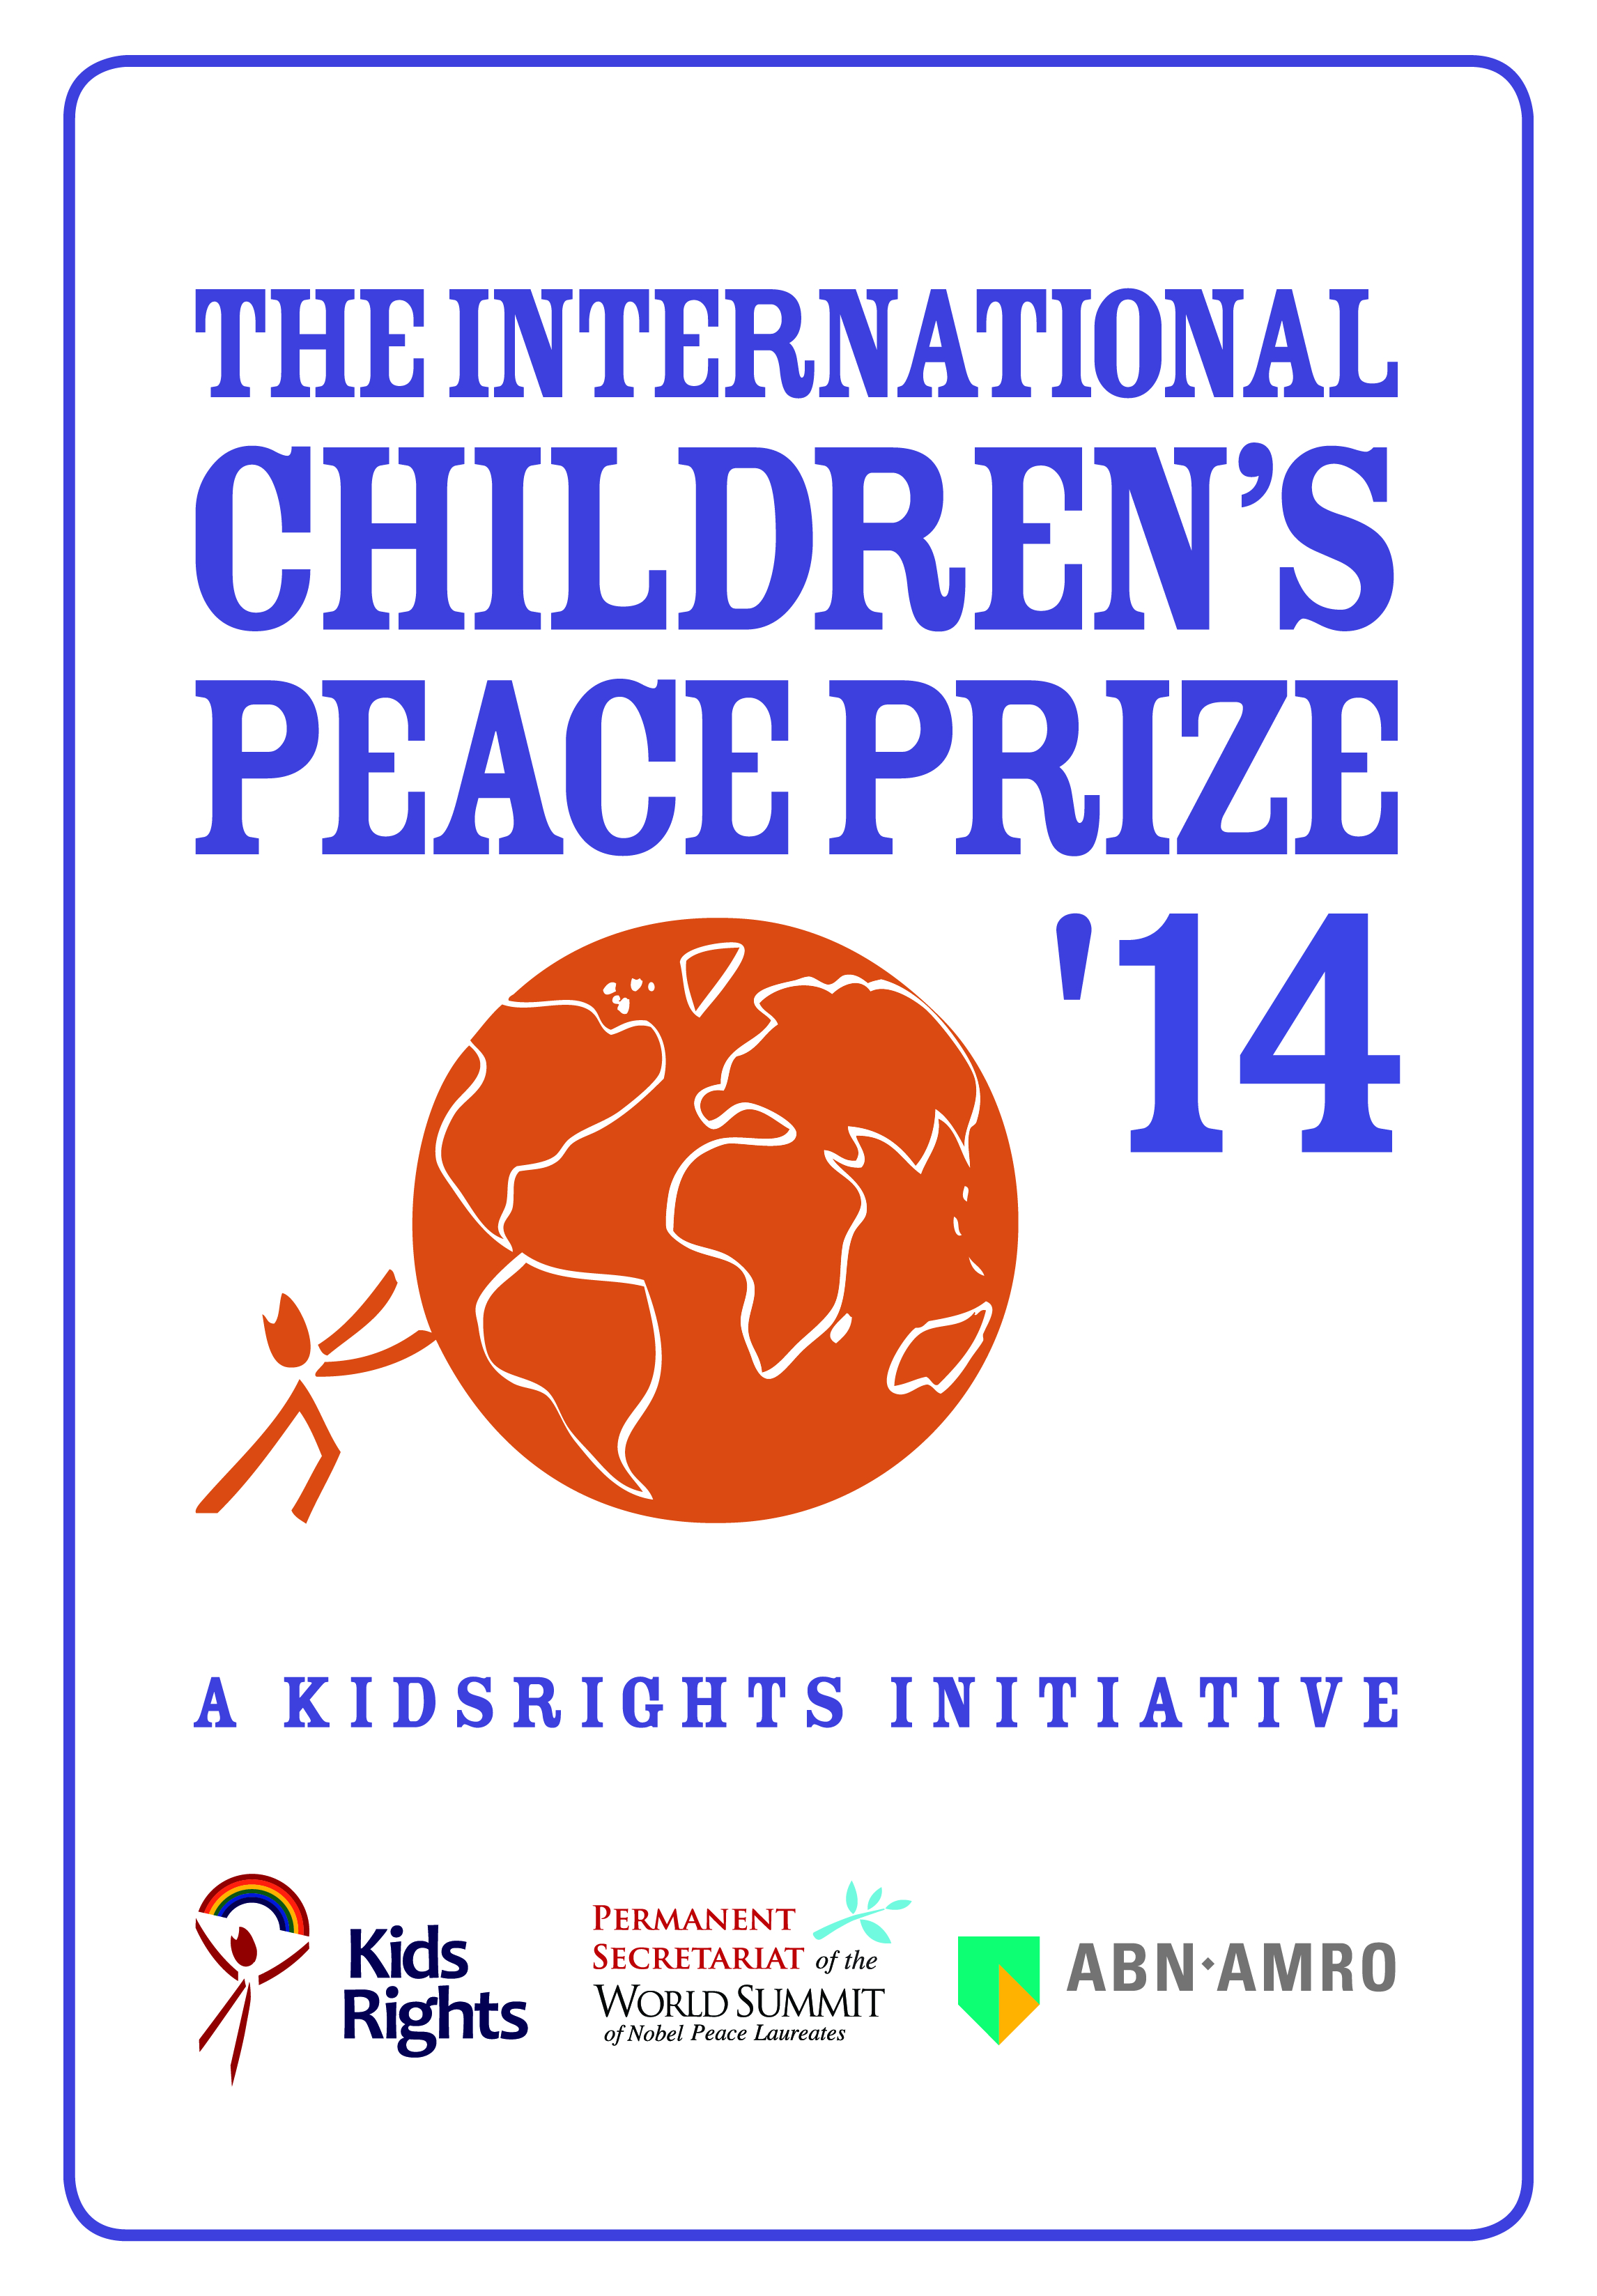 THE INTERNATIONAL
CHILDREN’S
PEACE PRIZE
'14
A KIDSRIGHTS INITIATIVE
Kids
Rights
PERMANENT
SECRETARIAT of the
WORLD SUMMIT
of Nobel Peace Laureates
ABN·AMRO